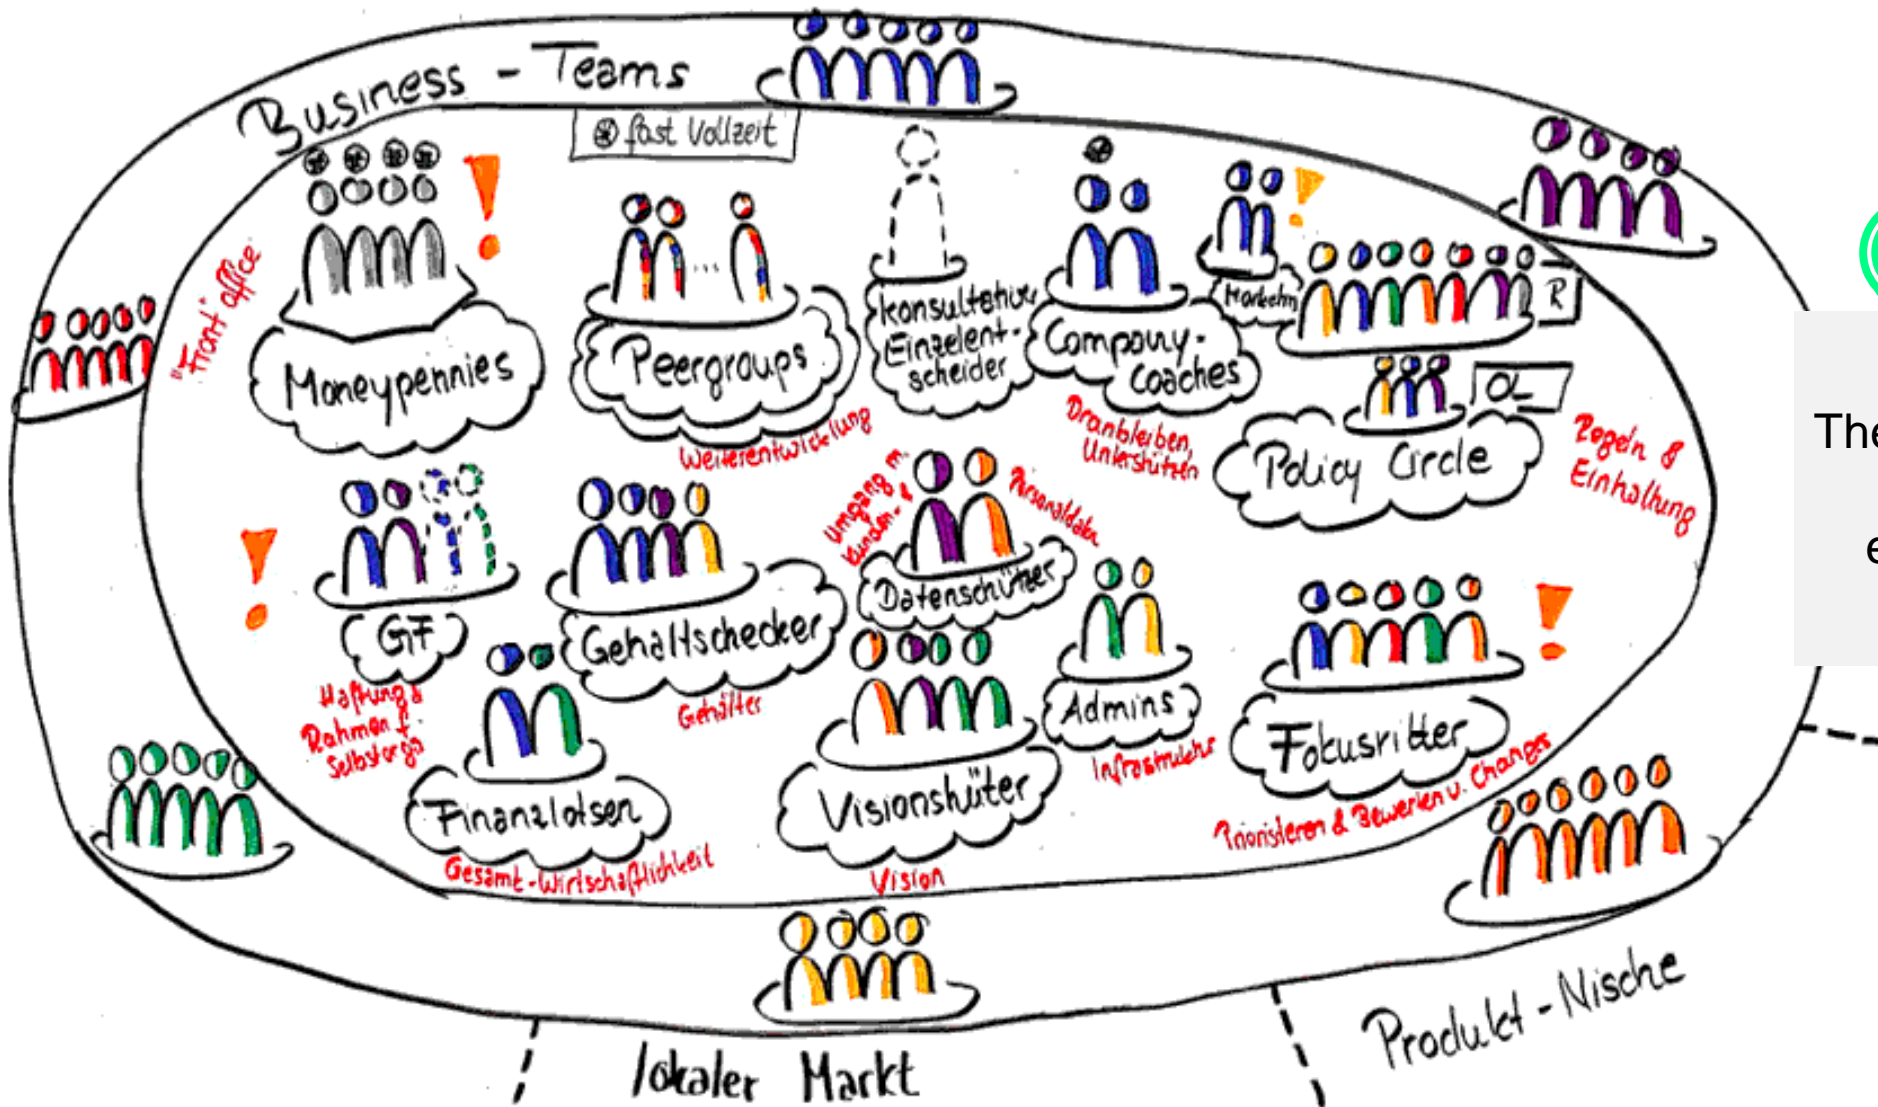 Business - Teams
fast Vollzeit
"Front" office
Moneypennies
Peergroups
Weiterentwicklung
Konsultativer
Einzelent-
scheider
Company-
Coaches
Dranbleiben,
Unterstützen
R
OL
Policy Circle
Regeln &
Einhaltung
GF
Haftung &
Rahmen f.
Selbstorga
Gehaltschecker
Gehälter
Umgang m.
Kunden- &
Personaldaten
Datenschützer
Admins
Infrastruktur
Fokusritter
Priorisieren & Bewerten v. Changes
Finanzlotsen
Gesamt-Wirtschaftlichkeit
Visionshüter
Vision
lokaler Markt
Produkt-Nische